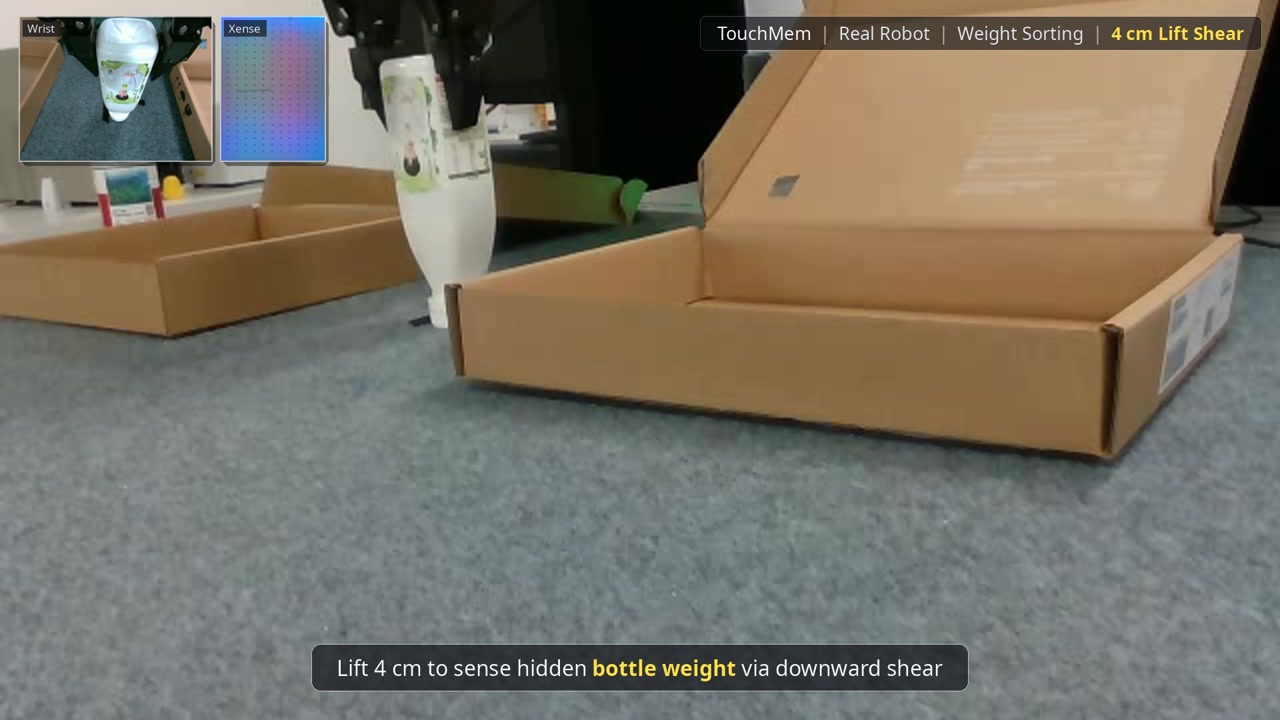 Wrist
Xense
TouchMem | Real Robot | Weight Sorting | 4 cm Lift Shear
Lift 4 cm to sense hidden bottle weight via downward shear